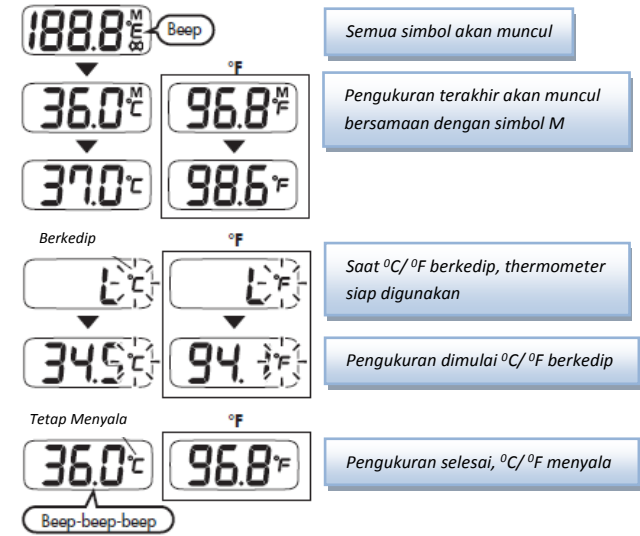 188.8 M °C Beep
Semua simbol akan muncul
°F
36.0 M °C
96.8 M °F
Pengukuran terakhir akan muncul
bersamaan dengan simbol M
37.0 °C
98.6 °F
Berkedip
°F
L °C
L °F
Saat ⁰C/ ⁰F berkedip, thermometer
siap digunakan
34.5 °C
94.1 °F
Pengukuran dimulai ⁰C/ ⁰F berkedip
Tetap Menyala
°F
36.0 °C
96.8 °F
Pengukuran selesai, ⁰C/ ⁰F menyala
Beep-beep-beep